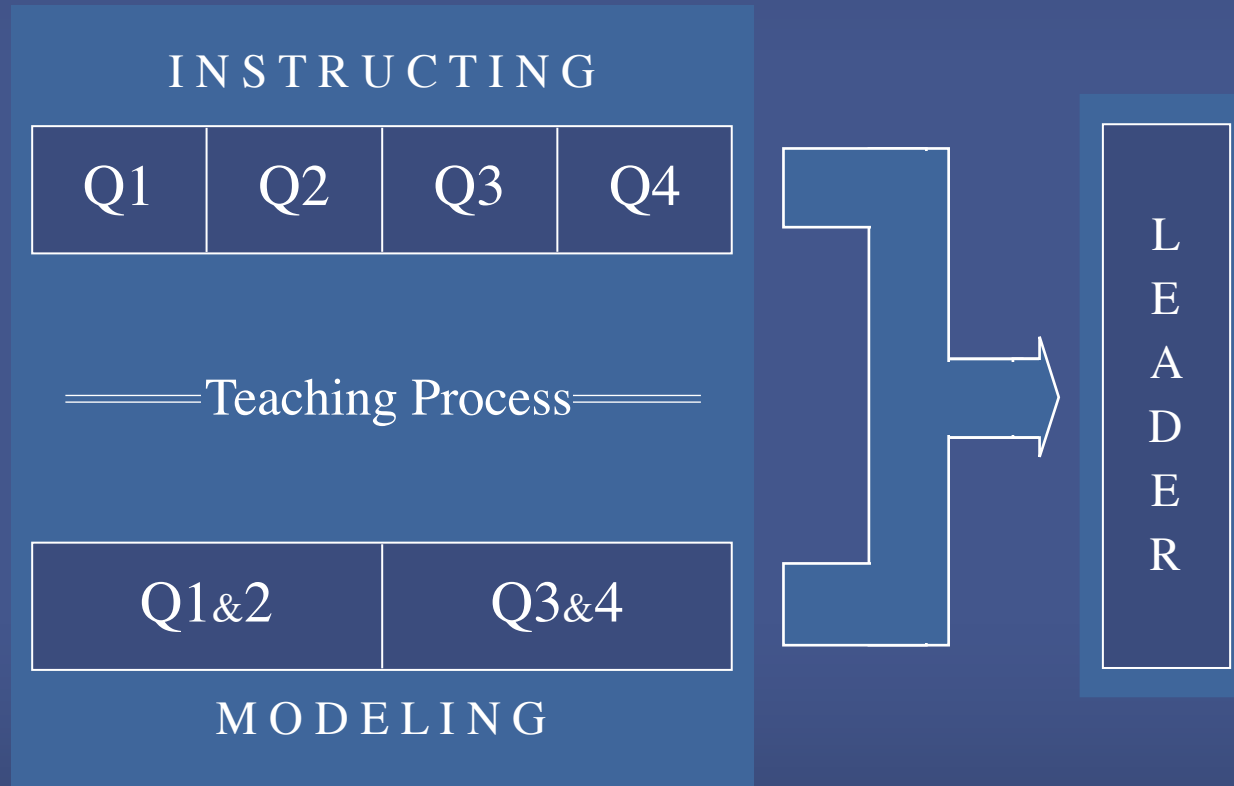 INSTRUCTING
Q1 Q2 Q3 Q4
Teaching Process
Q1&2 Q3&4
MODELING
L
E
A
D
E
R